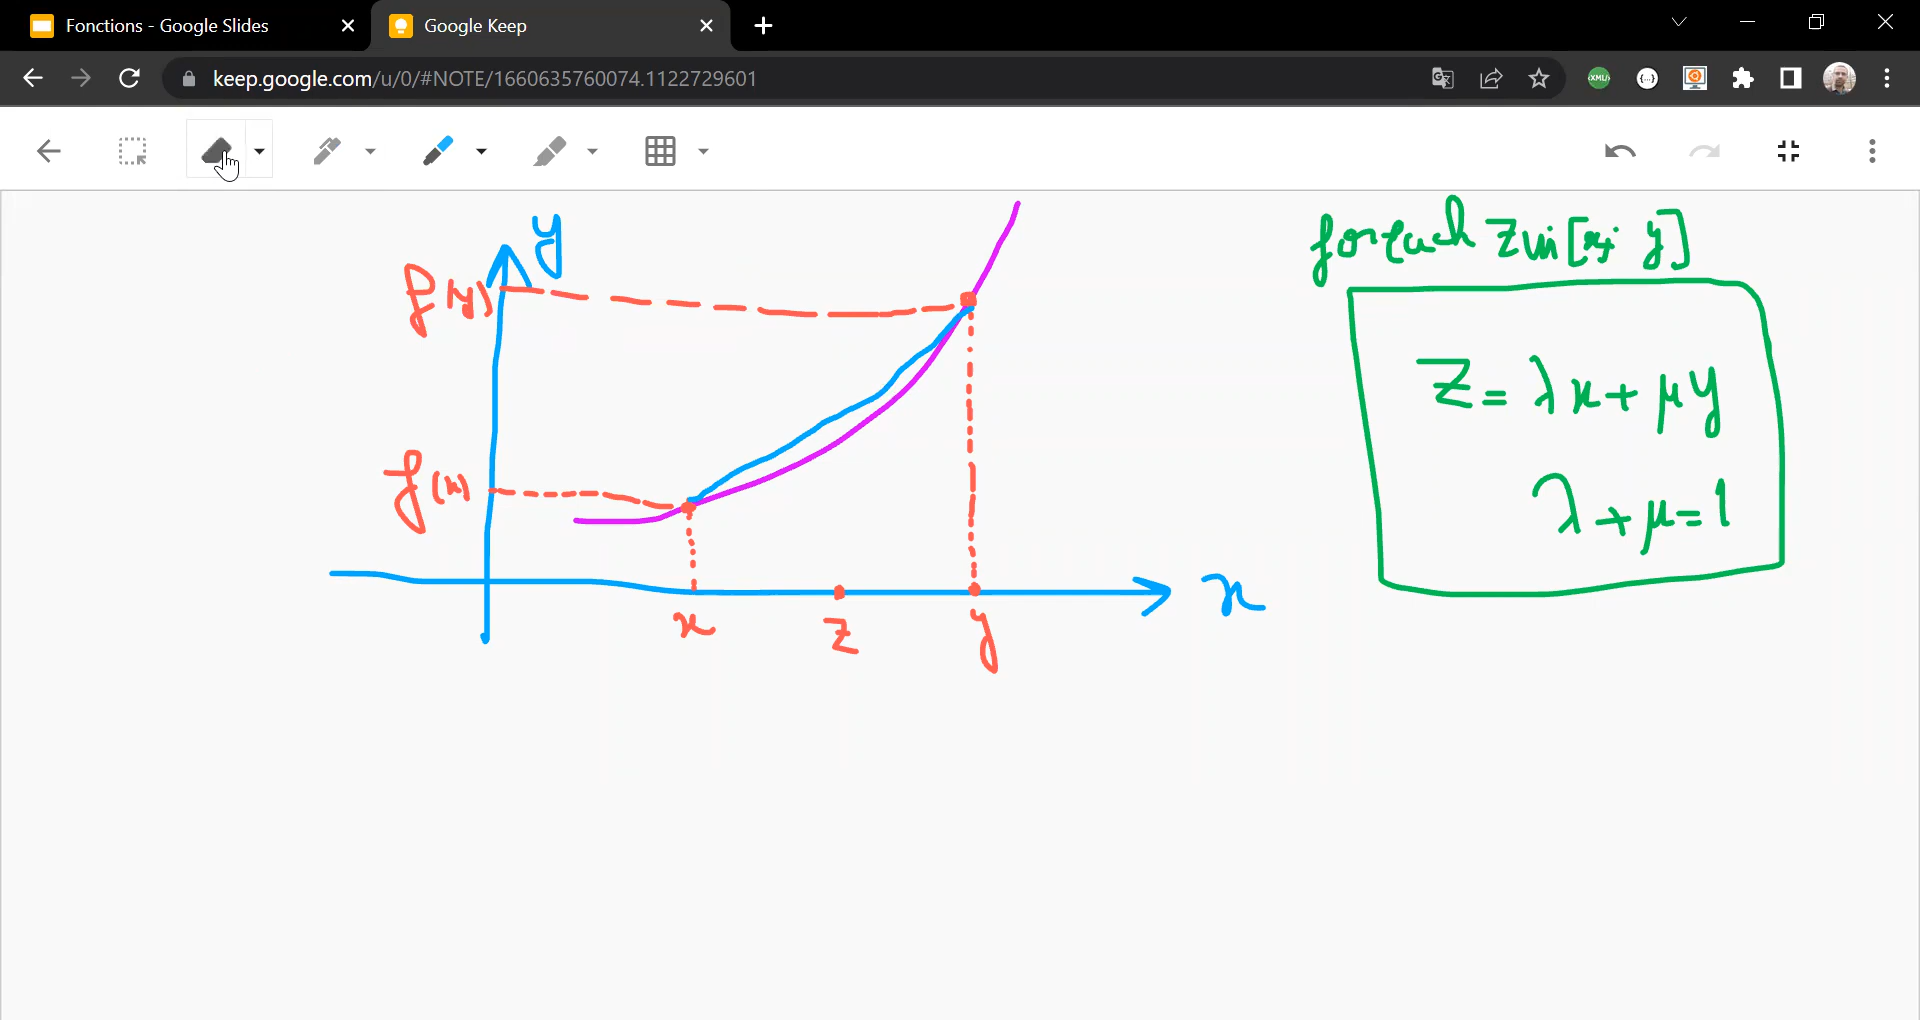 Fonctions - Google Slides
Google Keep
keep.google.com/u/0/#NOTE/1660635760074.1122729601
y
f(y)
f(x)
x
z
y
x
for each z in [x; y]
z = λx + μy
λ + μ = 1